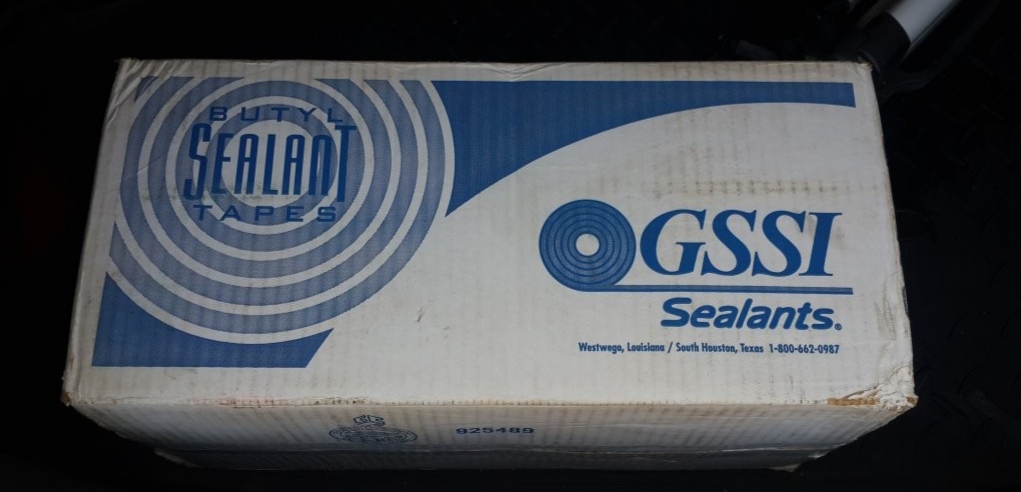 BUTYL
SEALANT
TAPES
GSSI
Sealants®
Westwego, Louisiana / South Houston, Texas 1-800-662-0987
925489